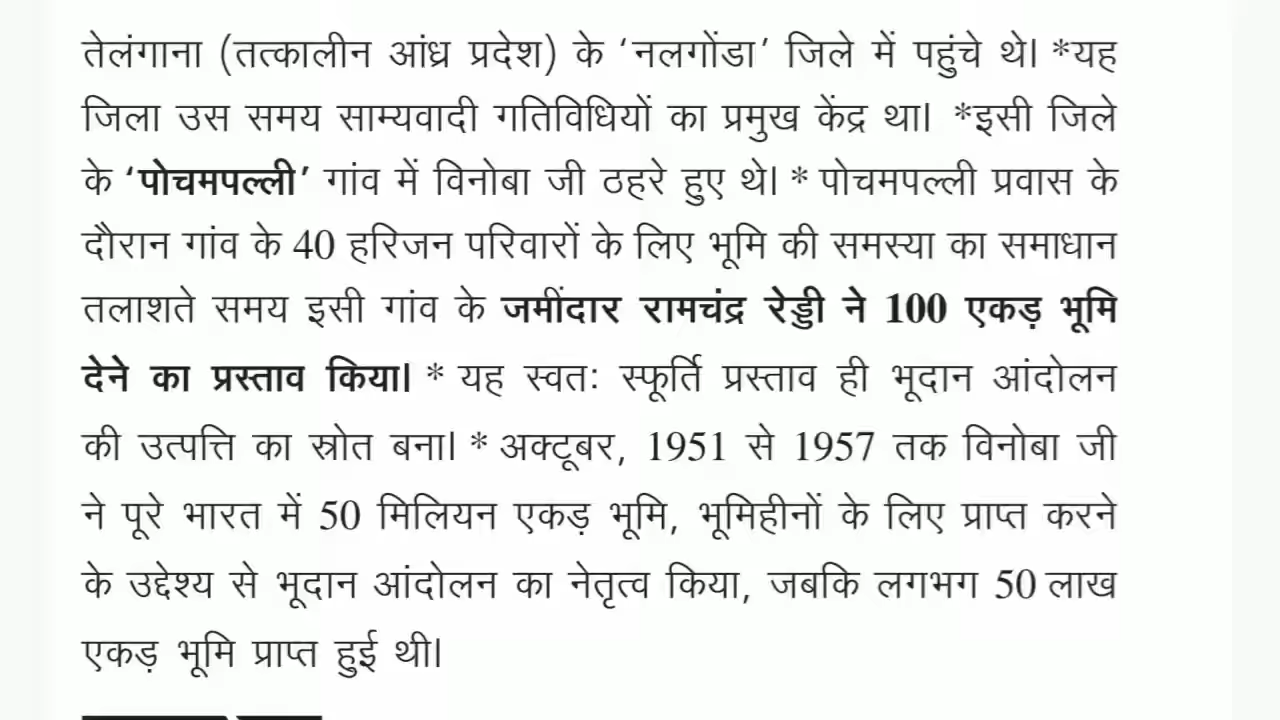 तेलंगाना (तत्कालीन आंध्र प्रदेश) के ‘नलगोंडा’ जिले में पहुंचे थे। *यह
जिला उस समय साम्यवादी गतिविधियों का प्रमुख केंद्र था। *इसी जिले
के ‘पोचमपल्ली’ गांव में विनोबा जी ठहरे हुए थे। * पोचमपल्ली प्रवास के
दौरान गांव के 40 हरिजन परिवारों के लिए भूमि की समस्या का समाधान
तलाशते समय इसी गांव के जमींदार रामचंद्र रेड्डी ने 100 एकड़ भूमि
देने का प्रस्ताव किया। * यह स्वतः स्फूर्ति प्रस्ताव ही भूदान आंदोलन
की उत्पत्ति का स्रोत बना। * अक्टूबर, 1951 से 1957 तक विनोबा जी
ने पूरे भारत में 50 मिलियन एकड़ भूमि, भूमिहीनों के लिए प्राप्त करने
के उद्देश्य से भूदान आंदोलन का नेतृत्व किया, जबकि लगभग 50 लाख
एकड़ भूमि प्राप्त हुई थी।